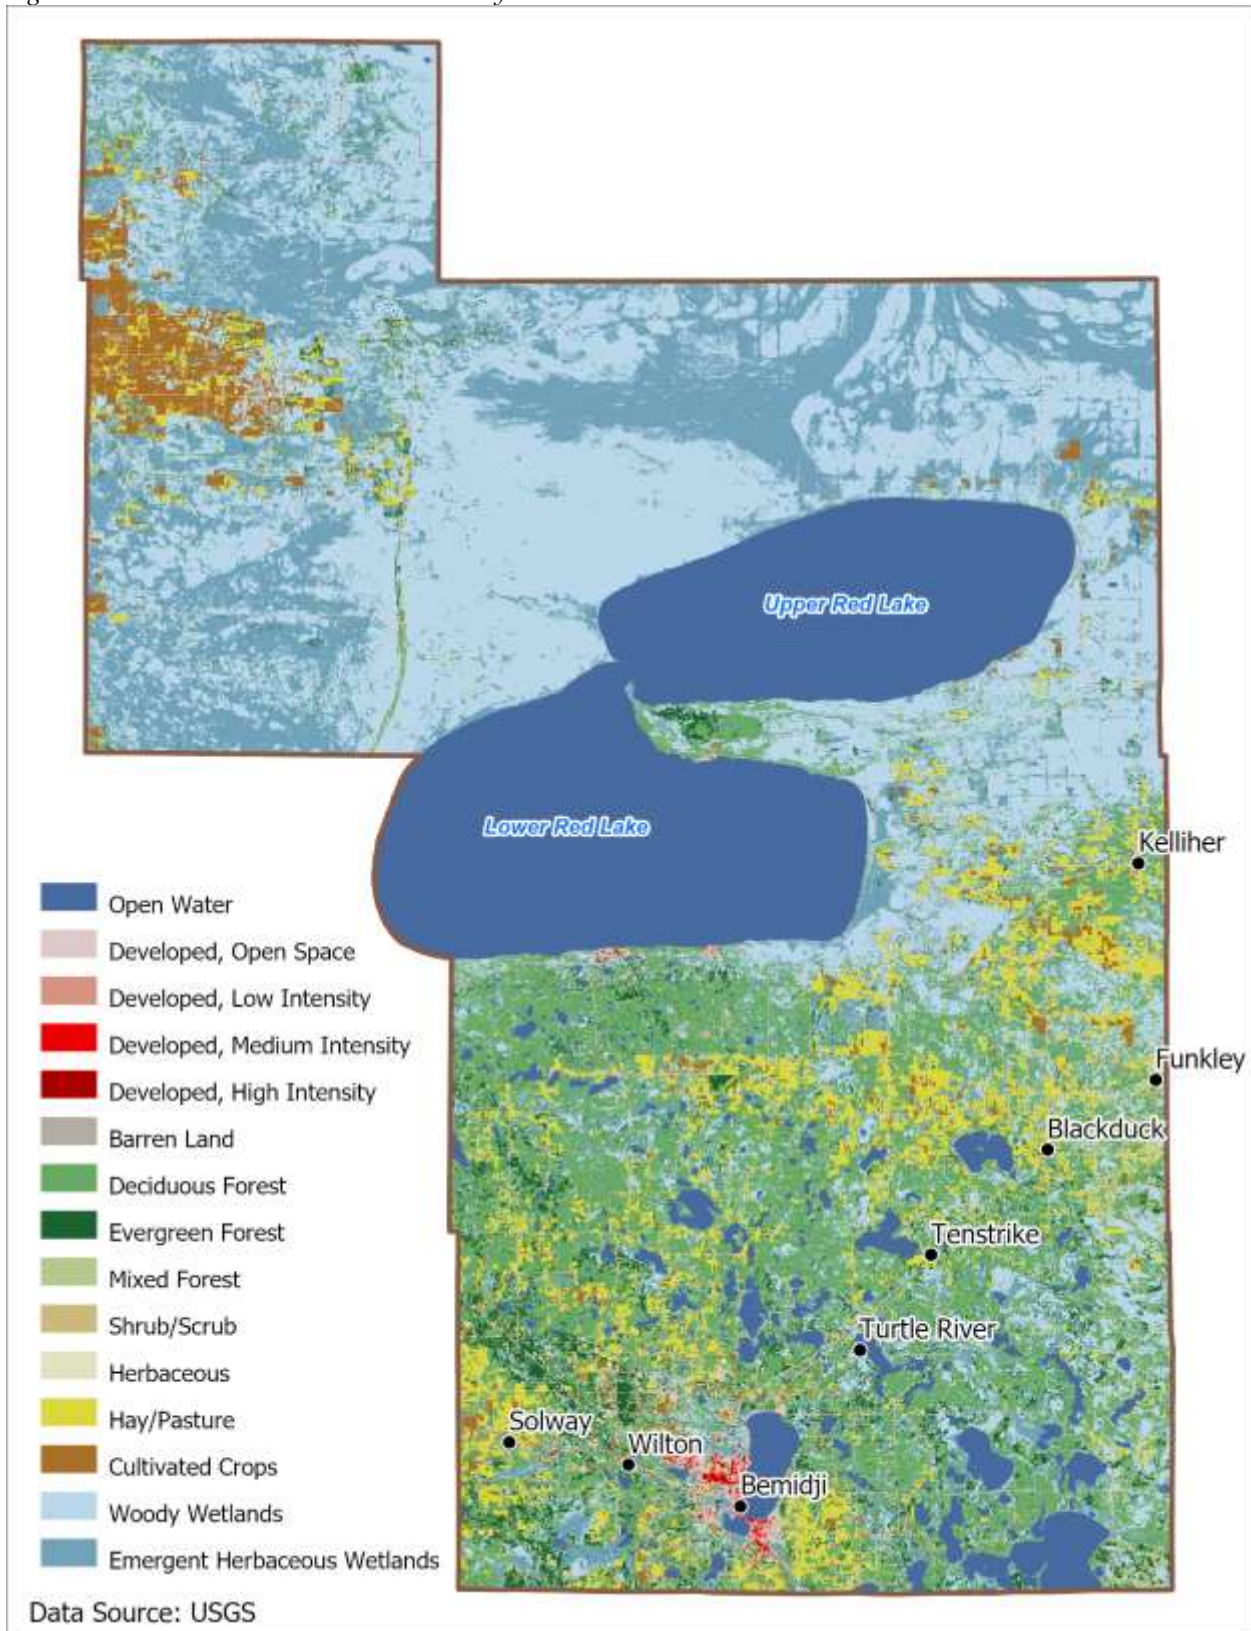 Upper Red Lake
Lower Red Lake
Kelliher
Funkley
Blackduck
Tenstrike
Turtle River
Solway
Wilton
Bemidji
Open Water
Developed, Open Space
Developed, Low Intensity
Developed, Medium Intensity
Developed, High Intensity
Barren Land
Deciduous Forest
Evergreen Forest
Mixed Forest
Shrub/Scrub
Herbaceous
Hay/Pasture
Cultivated Crops
Woody Wetlands
Emergent Herbaceous Wetlands
Data Source: USGS